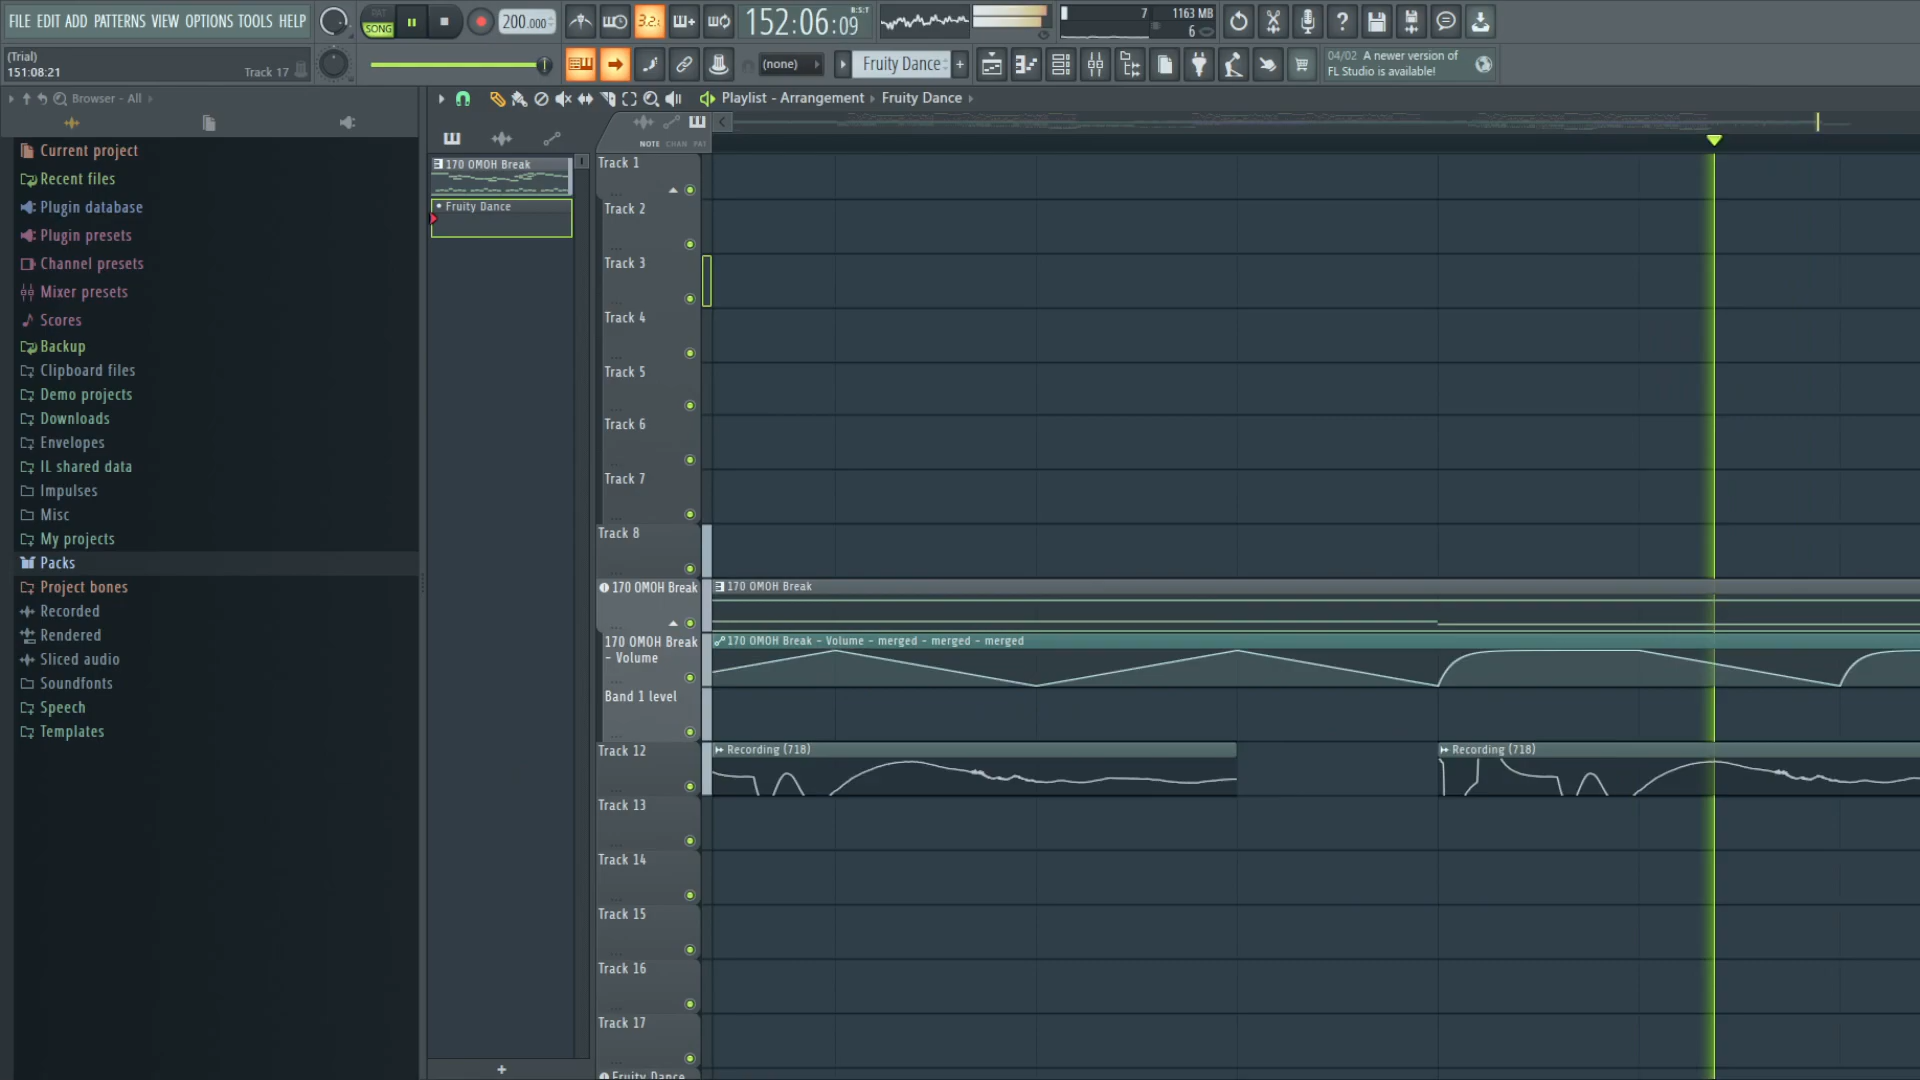 FILE EDIT ADD PATTERNS VIEW OPTIONS TOOLS HELP
PAT
SONG
200.000
3.2.
152:06:09
B:S:T
7
1163 MB
6
(Trial)
151:08:21
Track 17
(none)
Fruity Dance
+
04/02 A newer version of
FL Studio is available!
Browser - All
Playlist - Arrangement › Fruity Dance ›
NOTE CHAN PAT
Current project
Recent files
Plugin database
Plugin presets
Channel presets
Mixer presets
Scores
Backup
Clipboard files
Demo projects
Downloads
Envelopes
IL shared data
Impulses
Misc
My projects
Packs
Project bones
Recorded
Rendered
Sliced audio
Soundfonts
Speech
Templates
170 OMOH Break
Fruity Dance
+
Track 1
Track 2
Track 3
Track 4
Track 5
Track 6
Track 7
Track 8
170 OMOH Break
170 OMOH Break
170 OMOH Break
- Volume
170 OMOH Break - Volume - merged - merged - merged
Band 1 level
Track 12
Recording (718)
Recording (718)
Track 13
Track 14
Track 15
Track 16
Track 17
Fruity Dance